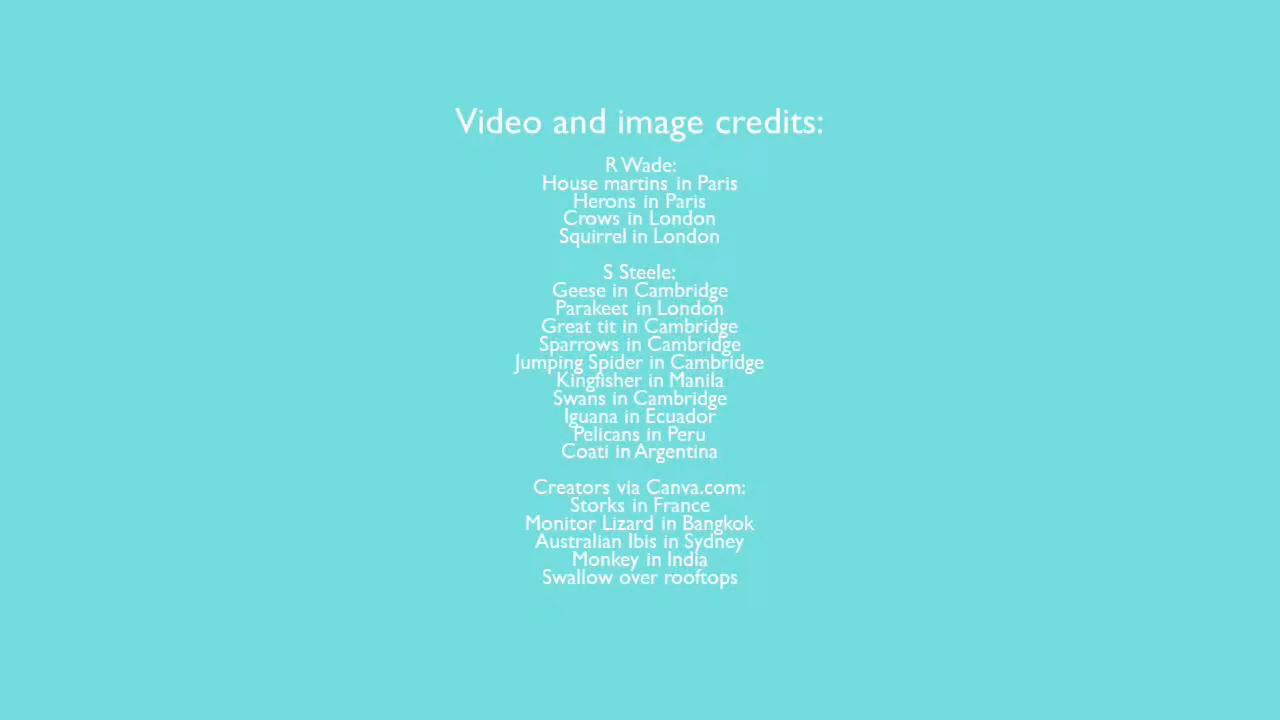 Video and image credits:
R Wade:
House martins in Paris
Herons in Paris
Crows in London
Squirrel in London
S Steele:
Geese in Cambridge
Parakeet in London
Great tit in Cambridge
Sparrows in Cambridge
Jumping Spider in Cambridge
Kingfisher in Manila
Swans in Cambridge
Iguana in Ecuador
Pelicans in Peru
Coati in Argentina
Creators via Canva.com:
Storks in France
Monitor Lizard in Bangkok
Australian Ibis in Sydney
Monkey in India
Swallow over rooftops